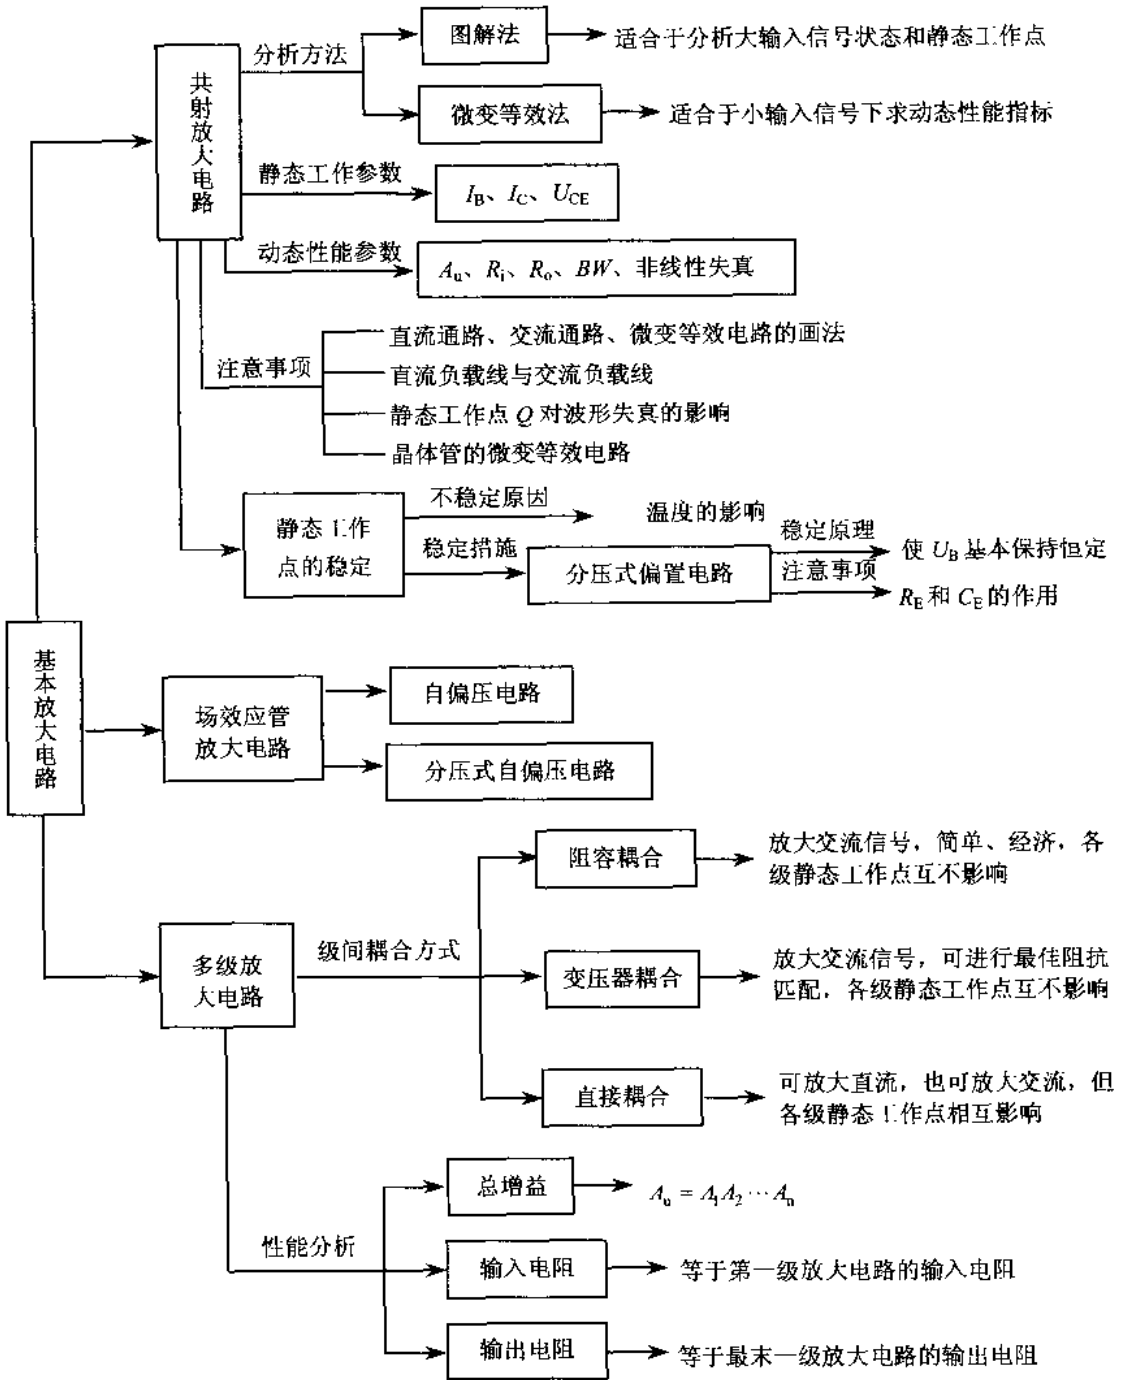 共射放大电路
分析方法
图解法
适合于分析大输入信号状态和静态工作点
微变等效法
适合于小输入信号下求动态性能指标
静态工作参数
I_B、I_C、U_CE
动态性能参数
A_u、R_i、R_o、BW、非线性失真
注意事项
直流通路、交流通路、微变等效电路的画法
直流负载线与交流负载线
静态工作点 Q 对波形失真的影响
晶体管的微变等效电路
静态工作
点的稳定
不稳定原因
温度的影响
稳定措施
分压式偏置电路
稳定原理
使 U_B 基本保持恒定
注意事项
R_E 和 C_E 的作用
基本放大电路
场效应管
放大电路
自偏压电路
分压式自偏压电路
多级放
大电路
级间耦合方式
阻容耦合
放大交流信号，简单、经济，各
级静态工作点互不影响
变压器耦合
放大交流信号，可进行最佳阻抗
匹配，各级静态工作点互不影响
直接耦合
可放大直流，也可放大交流，但
各级静态工作点相互影响
性能分析
总增益
A_u = A_1 A_2 … A_n
输入电阻
等于第一级放大电路的输入电阻
输出电阻
等于最末一级放大电路的输出电阻